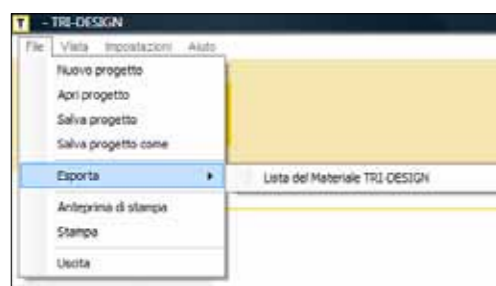 T - TRI-DESIGN
File Vista Impostazioni Aiuto
Nuovo progetto
Apri progetto
Salva progetto
Salva progetto come
Esporta
Lista del Materiale TRI-DESIGN
Anteprima di stampa
Stampa
Uscita